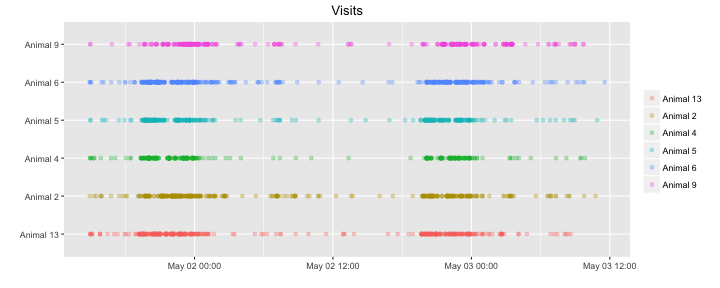 Visits
Animal 9
Animal 6
Animal 5
Animal 4
Animal 2
Animal 13
May 02 00:00
May 02 12:00
May 03 00:00
May 03 12:00
Animal 13
Animal 2
Animal 4
Animal 5
Animal 6
Animal 9